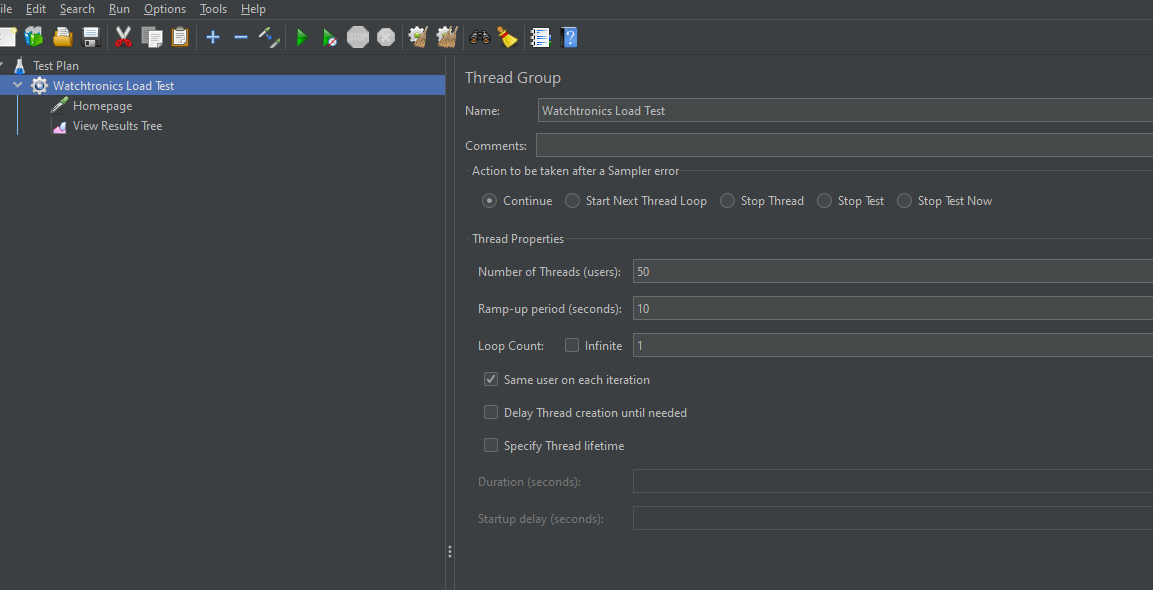 ile Edit Search Run Options Tools Help
Test Plan
Watchtronics Load Test
Homepage
View Results Tree
Thread Group
Name: Watchtronics Load Test
Comments:
Action to be taken after a Sampler error
Continue Start Next Thread Loop Stop Thread Stop Test Stop Test Now
Thread Properties
Number of Threads (users): 50
Ramp-up period (seconds): 10
Loop Count: Infinite 1
Same user on each iteration
Delay Thread creation until needed
Specify Thread lifetime
Duration (seconds):
Startup delay (seconds):